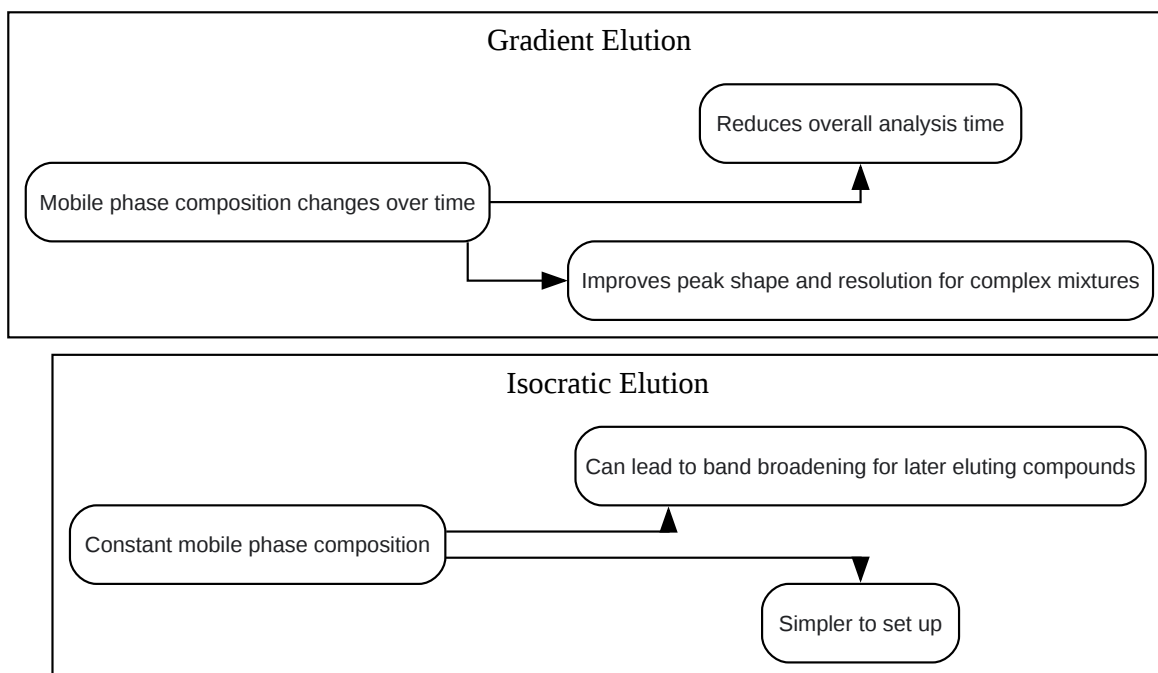 Gradient Elution
Reduces overall analysis time
Mobile phase composition changes over time
Improves peak shape and resolution for complex mixtures
Isocratic Elution
Can lead to band broadening for later eluting compounds
Constant mobile phase composition
Simpler to set up